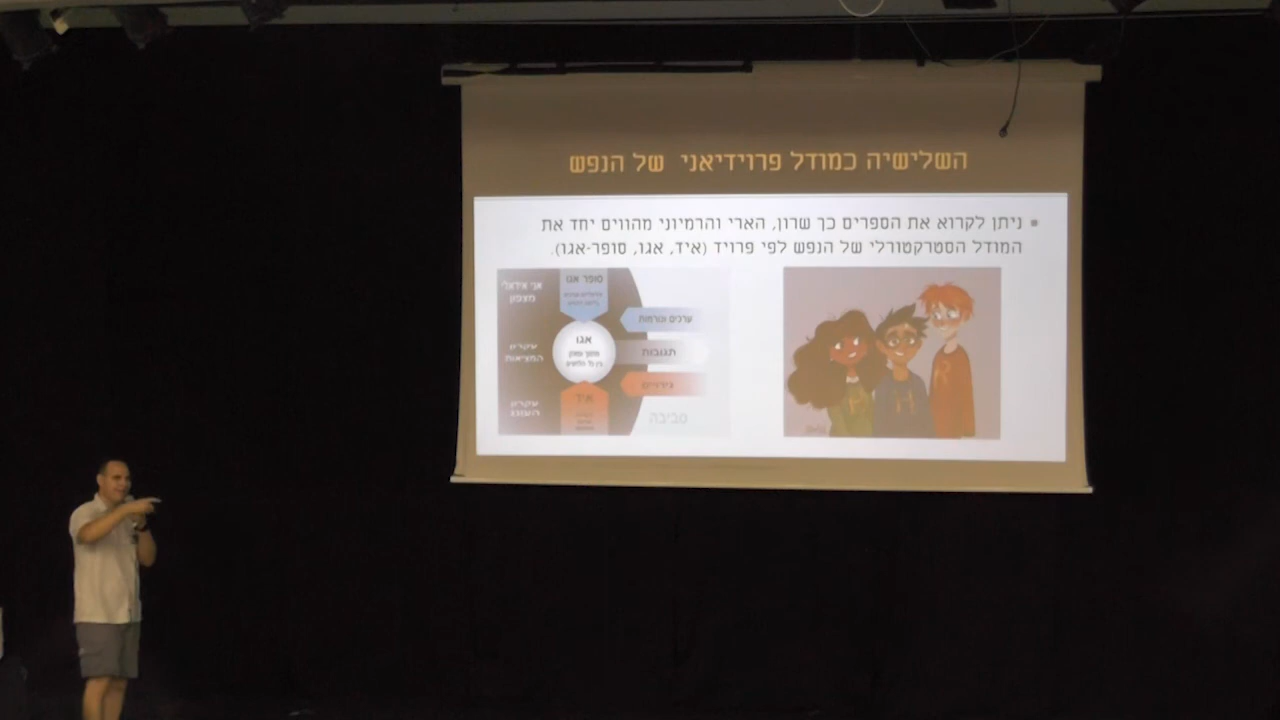 השלישיה כמודל פרוידיאני של הנפש
ניתן לקרוא את הספרים כך שרון, הארי והרמיוני מהווים יחד את
המודל הסטרקטורלי של הנפש לפי פרויד (איד, אגו, סופר-אגו).
סופר אגו
אני אידאלי
מצפון
ערכים ונורמות
אגו
עקרון
המציאות
תגובות
גירויים
איד
עקרון
העונג
סביבה
R
H